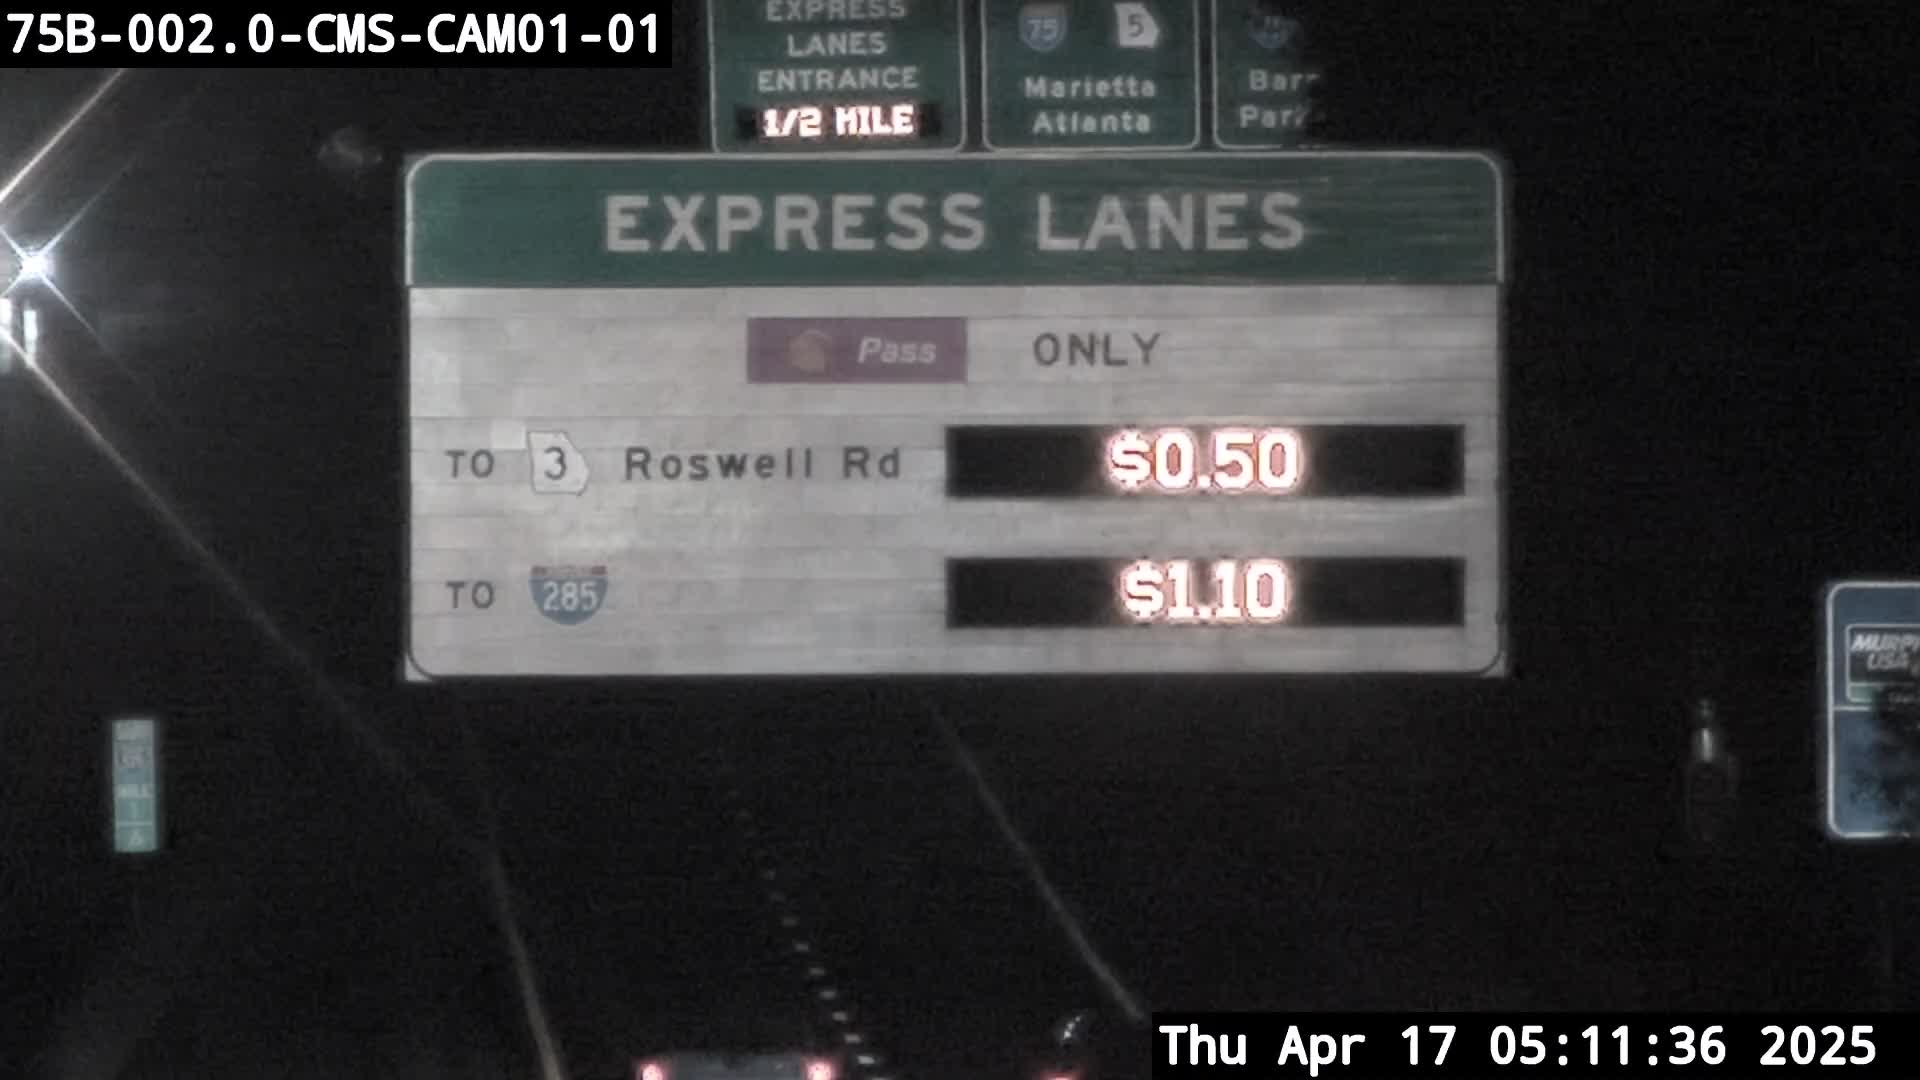 75B-002.0-CMS-CAM01-01
EXPRESS
LANES
ENTRANCE
1/2 MILE
75 5
Marietta
Atlanta
EXPRESS LANES
Pass ONLY
TO 3 Roswell Rd $0.50
TO 285 $1.10
USA
Thu Apr 17 05:11:36 2025